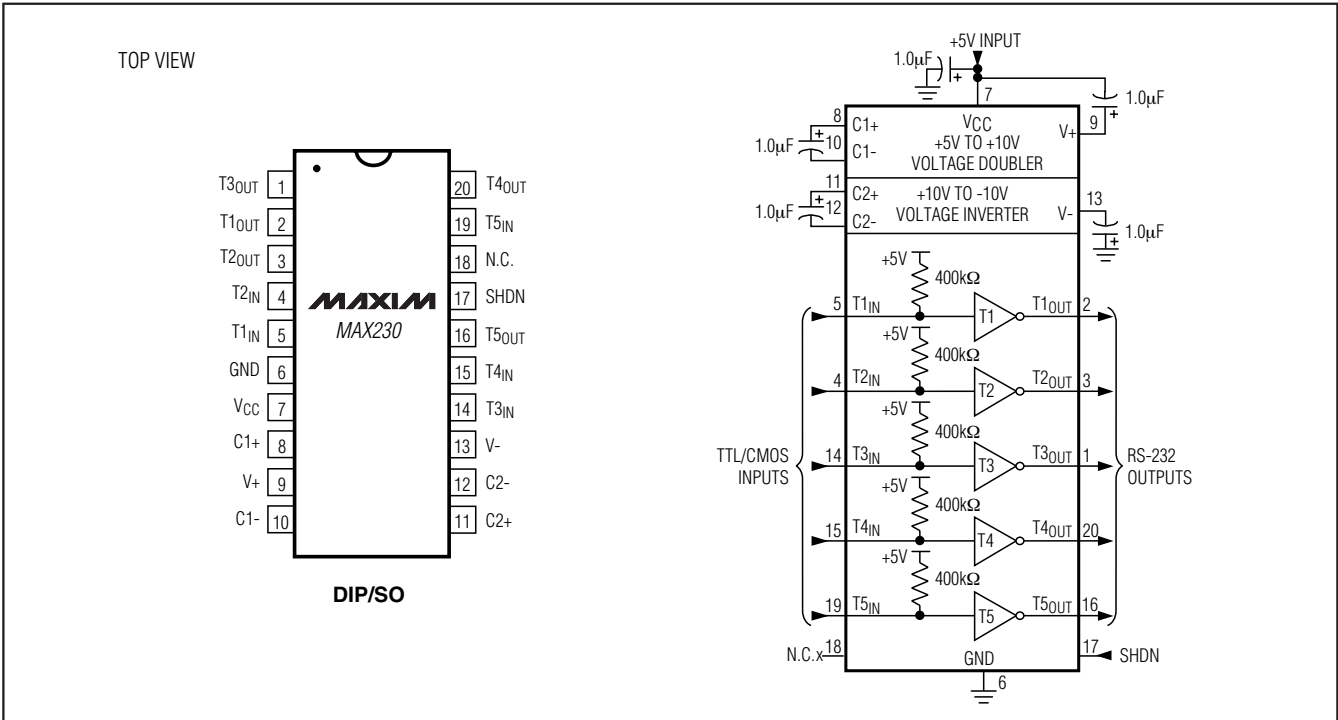 TOP VIEW
T3OUT 1
T1OUT 2
T2OUT 3
T2IN 4
T1IN 5
GND 6
VCC 7
C1+ 8
V+ 9
C1- 10
MAXIM
MAX230
20 T4OUT
19 T5IN
18 N.C.
17 SHDN
16 T5OUT
15 T4IN
14 T3IN
13 V-
12 C2-
11 C2+
DIP/SO
+5V INPUT
1.0μF
+
7
1.0μF
+
8 C1+
1.0μF + 10 C1-
VCC
+5V TO +10V
VOLTAGE DOUBLER
V+ 9
11 C2+
1.0μF + 12 C2-
+10V TO -10V
VOLTAGE INVERTER
V- 13
1.0μF
+
+5V
400kΩ
5 T1IN T1 T1OUT 2
+5V
400kΩ
4 T2IN T2 T2OUT 3
+5V
400kΩ
14 T3IN T3 T3OUT 1
+5V
400kΩ
15 T4IN T4 T4OUT 20
+5V
400kΩ
19 T5IN T5 T5OUT 16
TTL/CMOS
INPUTS
RS-232
OUTPUTS
N.C.x 18
GND
17 SHDN
6